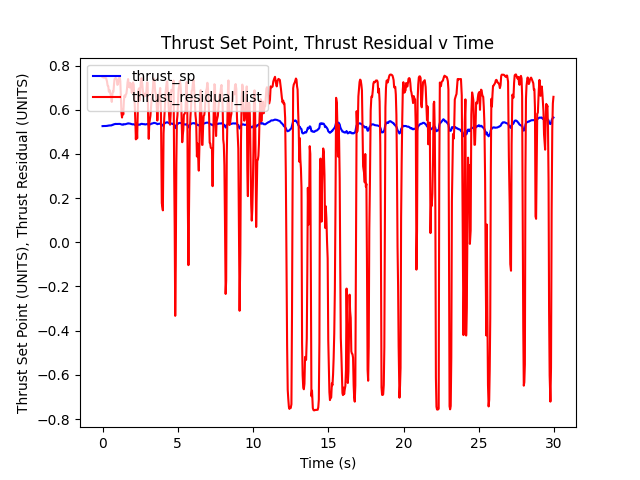 Thrust Set Point, Thrust Residual v Time
thrust_sp
thrust_residual_list
Thrust Set Point (UNITS), Thrust Residual (UNITS)
0.8
0.6
0.4
0.2
0.0
−0.2
−0.4
−0.6
−0.8
0 5 10 15 20 25 30
Time (s)